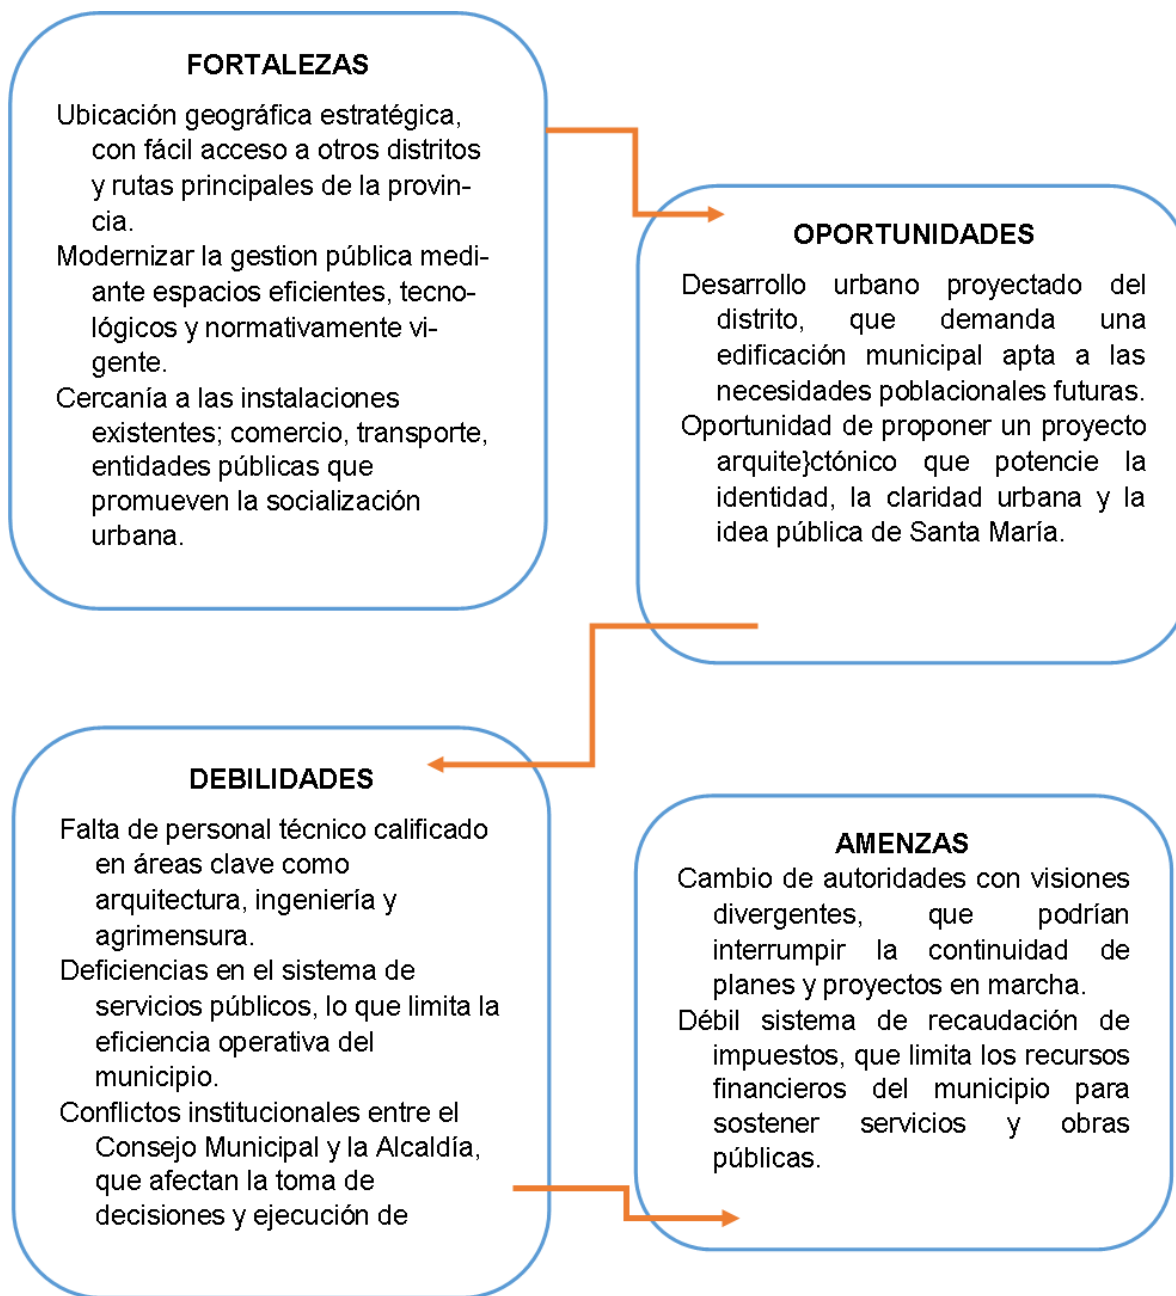 FORTALEZAS
Ubicación geográfica estratégica,
con fácil acceso a otros distritos
y rutas principales de la provin-
cia.
Modernizar la gestion pública medi-
ante espacios eficientes, tecno-
lógicos y normativamente vi-
gente.
Cercanía a las instalaciones
existentes; comercio, transporte,
entidades públicas que
promueven la socialización
urbana.
OPORTUNIDADES
Desarrollo urbano proyectado del
distrito, que demanda una
edificación municipal apta a las
necesidades poblacionales futuras.
Oportunidad de proponer un proyecto
arquite}ctónico que potencie la
identidad, la claridad urbana y la
idea pública de Santa María.
DEBILIDADES
Falta de personal técnico calificado
en áreas clave como
arquitectura, ingeniería y
agrimensura.
Deficiencias en el sistema de
servicios públicos, lo que limita la
eficiencia operativa del
municipio.
Conflictos institucionales entre el
Consejo Municipal y la Alcaldía,
que afectan la toma de
decisiones y ejecución de
AMENZAS
Cambio de autoridades con visiones
divergentes, que podrían
interrumpir la continuidad de
planes y proyectos en marcha.
Débil sistema de recaudación de
impuestos, que limita los recursos
financieros del municipio para
sostener servicios y obras
públicas.